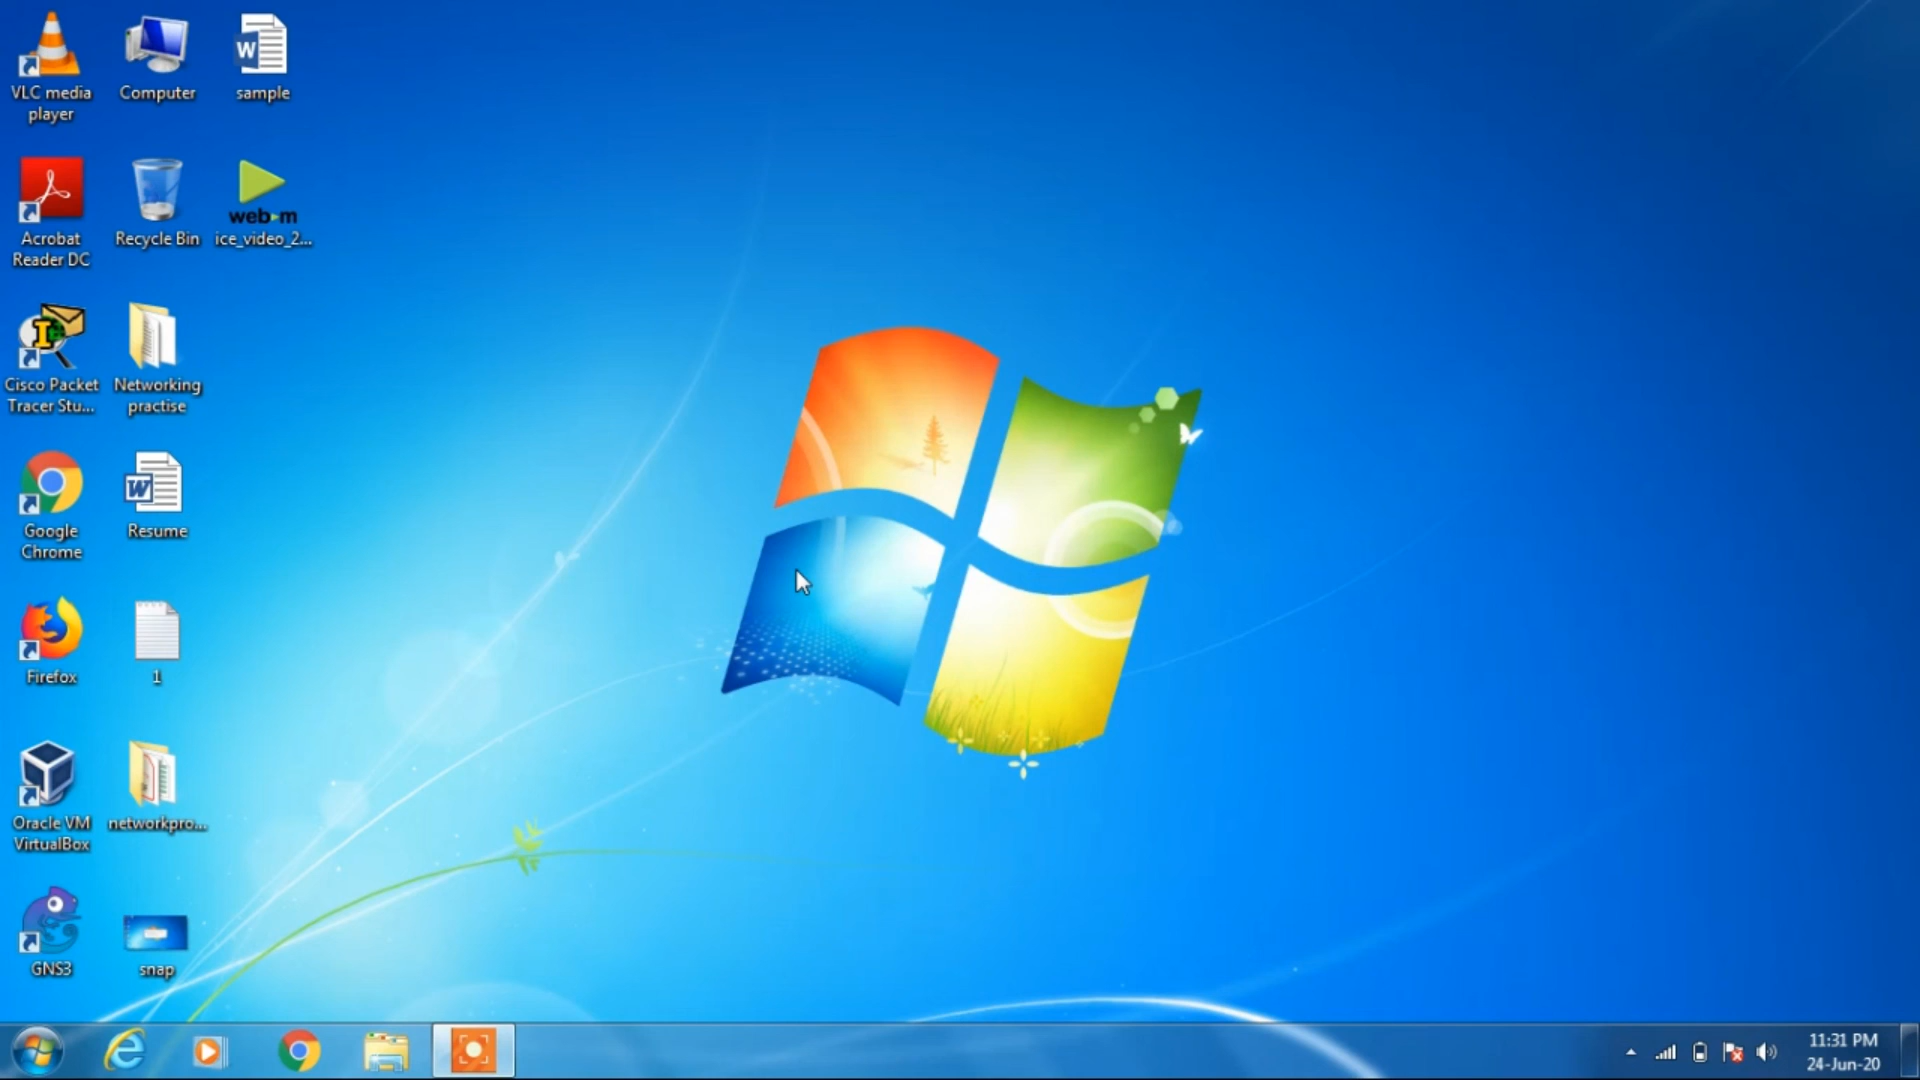 VLC media
player
Computer
sample
W
Acrobat
Reader DC
Recycle Bin
webm
ice_video_2...
Cisco Packet
Tracer Stu...
Networking
practise
Google
Chrome
W
Resume
Firefox
1
Oracle VM
VirtualBox
networkpro...
GNS3
snap
11:31 PM
24-Jun-20